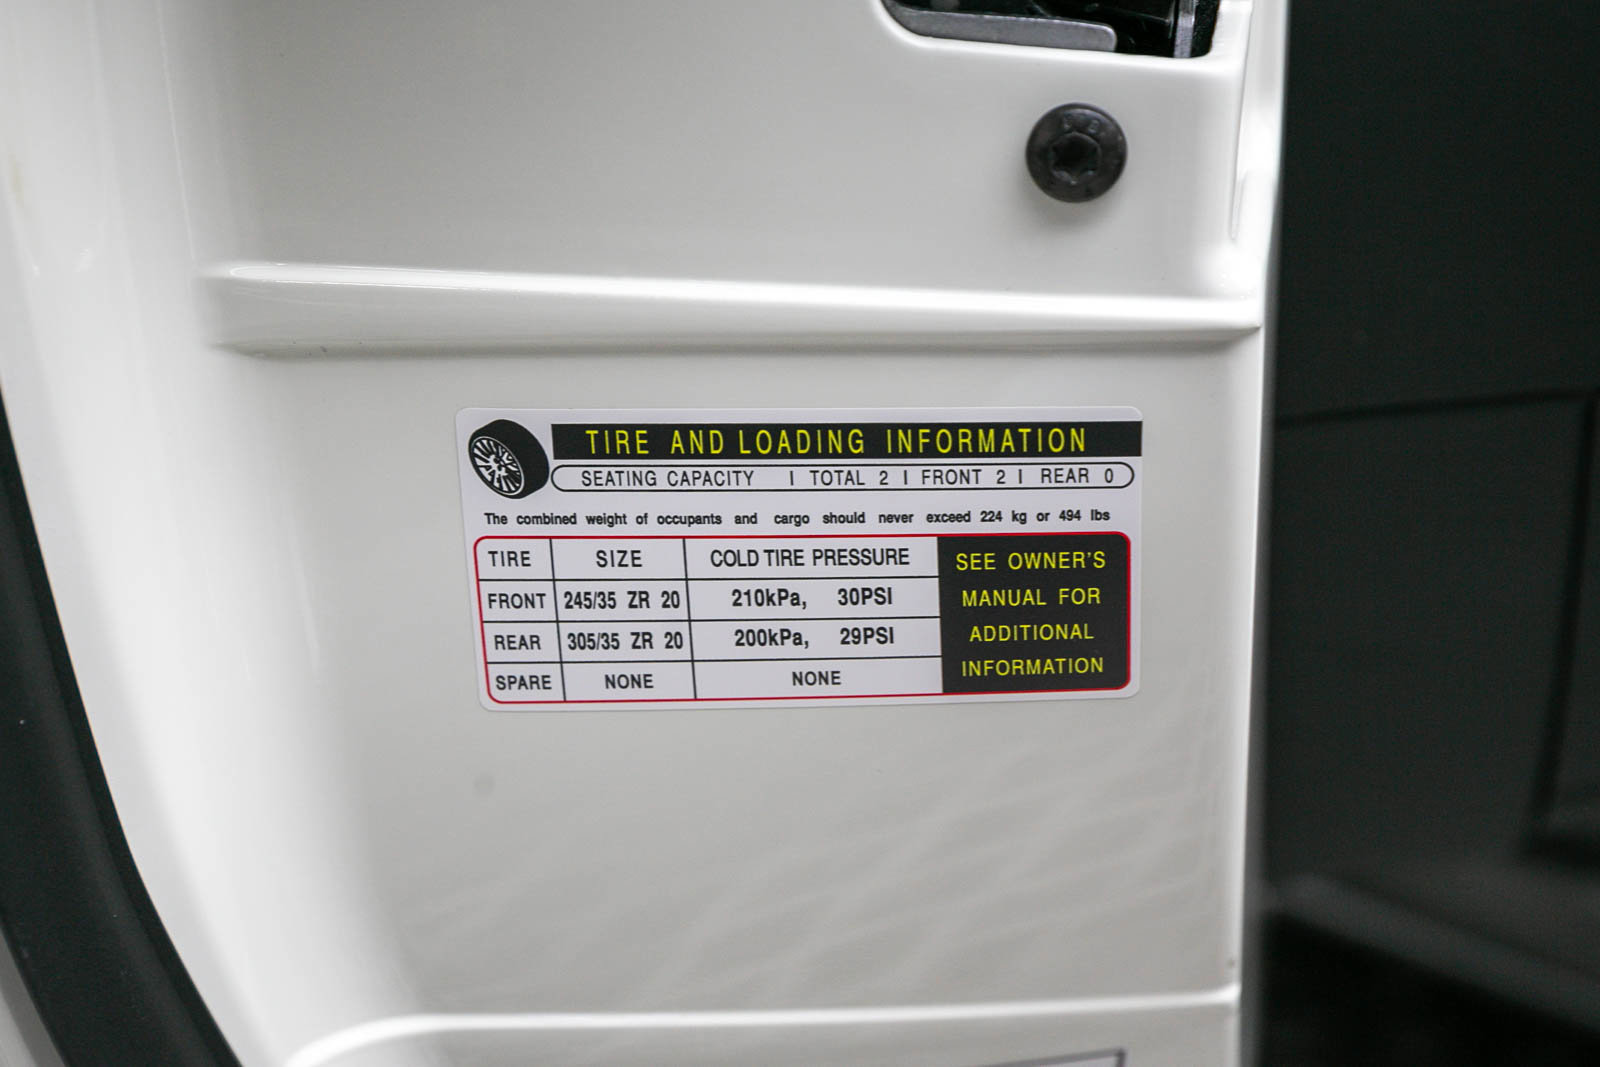 TIRE AND LOADING INFORMATION
SEATING CAPACITY | TOTAL 2 | FRONT 2 | REAR 0
The combined weight of occupants and cargo should never exceed 224 kg or 494 lbs
TIRE SIZE COLD TIRE PRESSURE
FRONT 245/35 ZR 20 210kPa, 30PSI
REAR 305/35 ZR 20 200kPa, 29PSI
SPARE NONE NONE
SEE OWNER'S
MANUAL FOR
ADDITIONAL
INFORMATION